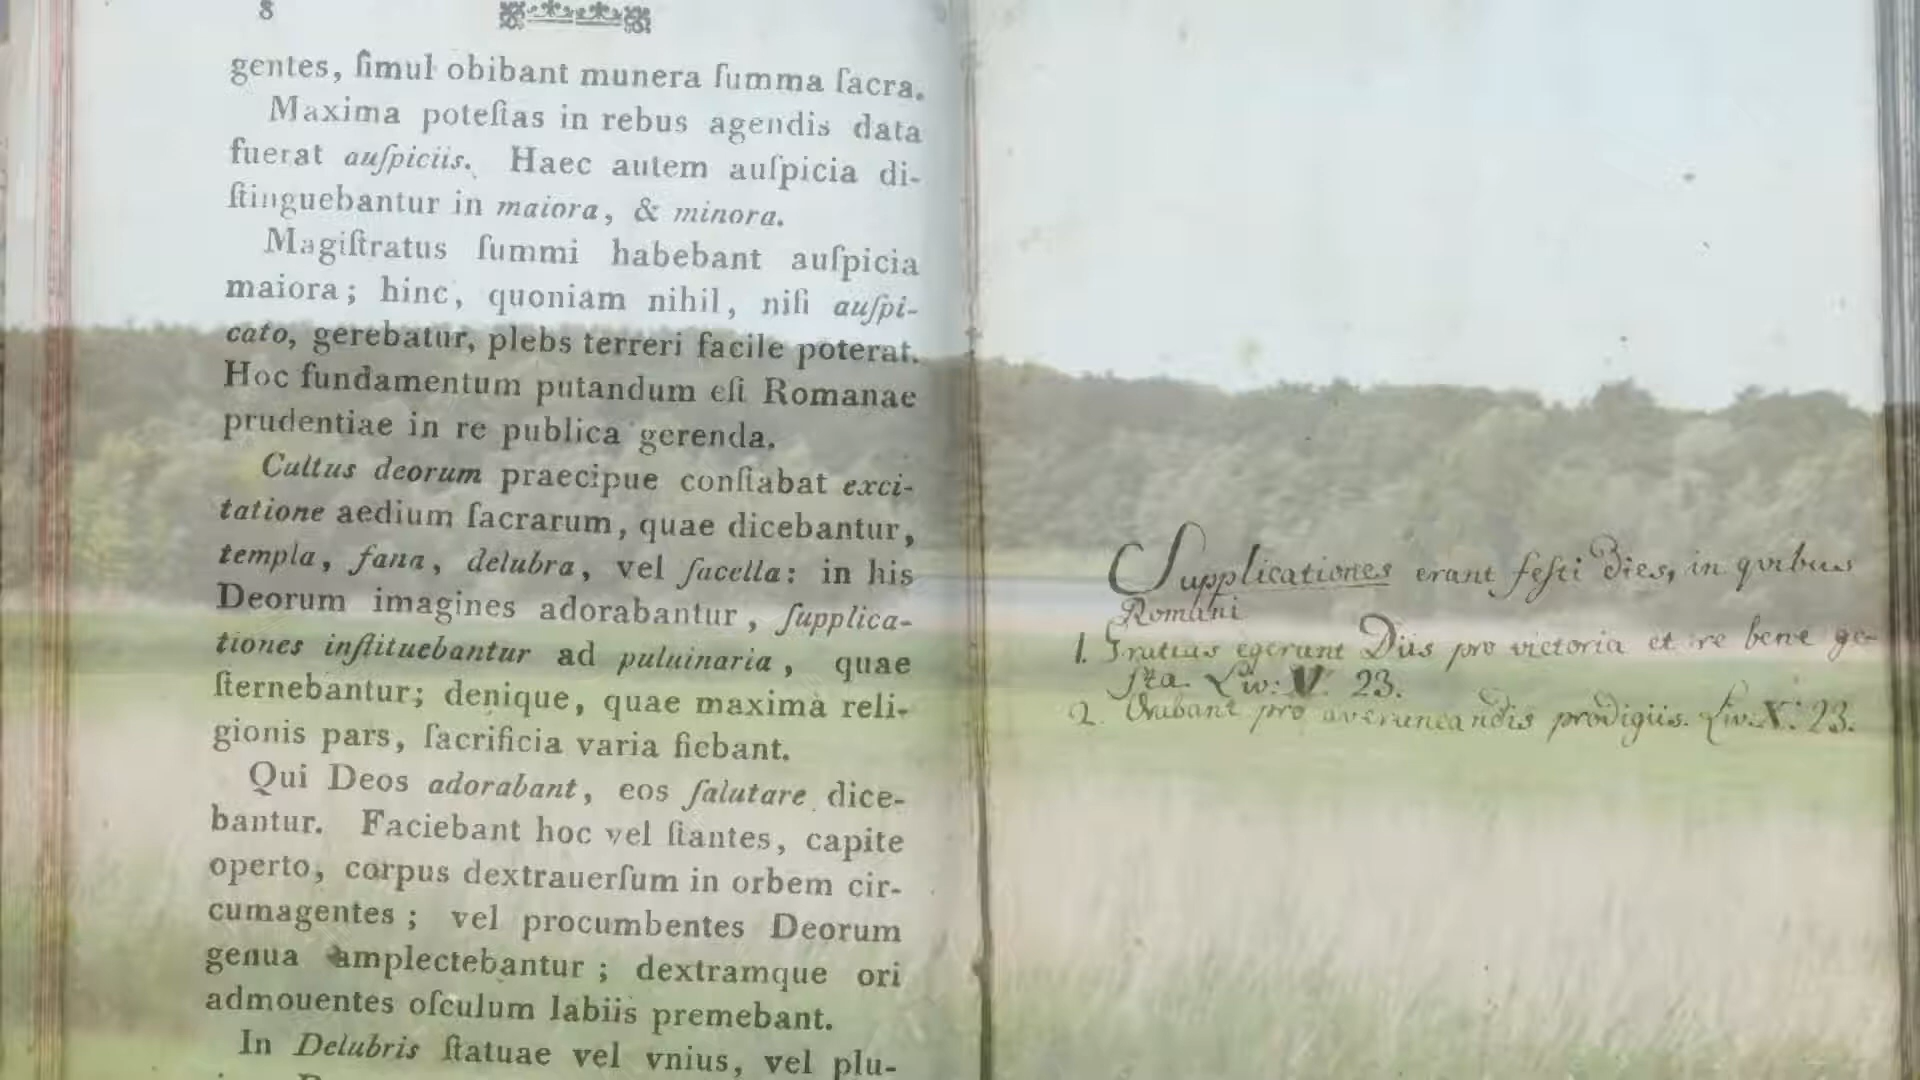 8
gentes, ſimul obibant munera ſumma ſacra.
Maxima poteſtas in rebus agendis data
fuerat auſpiciis. Haec autem auſpicia di-
ſtinguebantur in maiora, & minora.
Magiſtratus ſummi habebant auſpicia
maiora; hinc, quoniam nihil, niſi auſpi-
cato, gerebatur, plebs terreri facile poterat.
Hoc fundamentum putandum eſt Romanae
prudentiae in re publica gerenda.
Cultus deorum praecipue conſtabat exci-
tatione aedium ſacrarum, quae dicebantur,
templa, fana, delubra, vel ſacella: in his
Deorum imagines adorabantur, ſupplica-
tiones inſtituebantur ad puluinaria, quae
ſternebantur; denique, quae maxima reli-
gionis pars, ſacrificia varia fiebant.
Qui Deos adorabant, eos ſalutare dice-
bantur. Faciebant hoc vel ſtantes, capite
operto, corpus dextrauerſum in orbem cir-
cumagentes; vel procumbentes Deorum
genua amplectebantur; dextramque ori
admouentes oſculum labiis premebant.
In Delubris ſtatuae vel vnius, vel plu-
Supplicationes erant feſti dies, in quibus
Romani
1. Gratias egerunt Diis pro victoria et re bene ge-
ſta. Liv: V. 23.
2. Orabant pro averuncandis prodigiis. Liv. X. 23.